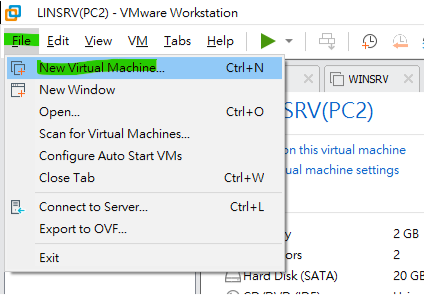 LINSRV(PC2) - VMware Workstation
File Edit View VM Tabs Help
New Virtual Machine... Ctrl+N
New Window
Open... Ctrl+O
Scan for Virtual Machines...
Configure Auto Start VMs
Close Tab Ctrl+W
Connect to Server... Ctrl+L
Export to OVF...
Exit
WINSRV
SRV(PC2)
on this virtual machine
tual machine settings
ry 2 GB
ors 2
Hard Disk (SATA) 20 GB